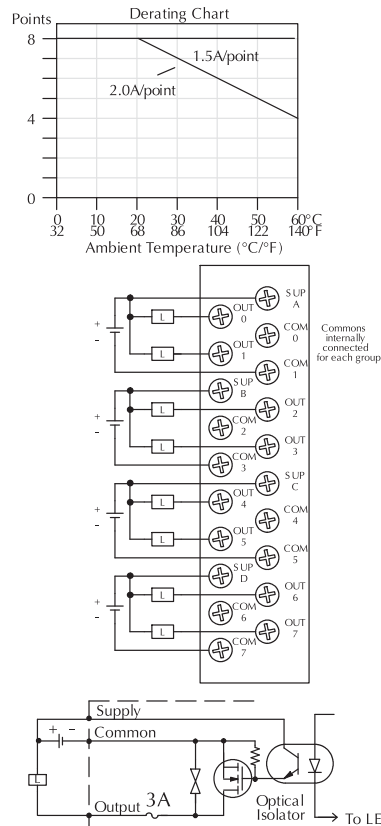 Derating Chart
Points
8
1.5A/point
2.0A/point
4
0
0 10 20 30 40 50 60°C
32 50 68 86 104 122 140°F
Ambient Temperature (°C/°F)
SUP A
+
-
L
OUT 0
COM 0
Commons internally connected for each group
L
OUT 1
COM 1
SUP B
+
-
L
OUT 2
COM 2
L
OUT 3
COM 3
SUP C
+
-
L
OUT 4
COM 4
L
OUT 5
COM 5
SUP D
+
-
L
OUT 6
COM 6
L
OUT 7
COM 7
Supply
+ -
Common
L
Output 3A
Optical Isolator
To LE